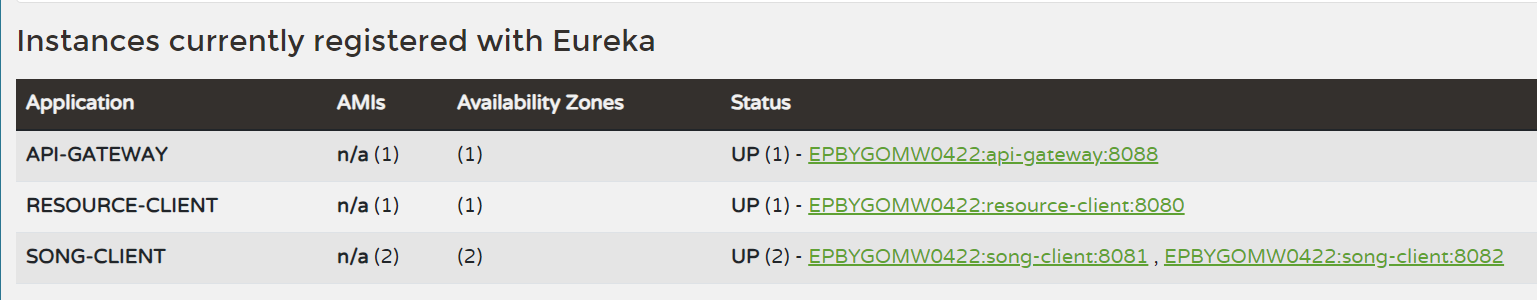 Instances currently registered with Eureka
Application AMIs Availability Zones Status
API-GATEWAY n/a (1) (1) UP (1) - EPBYGOMW0422:api-gateway:8088
RESOURCE-CLIENT n/a (1) (1) UP (1) - EPBYGOMW0422:resource-client:8080
SONG-CLIENT n/a (2) (2) UP (2) - EPBYGOMW0422:song-client:8081 , EPBYGOMW0422:song-client:8082